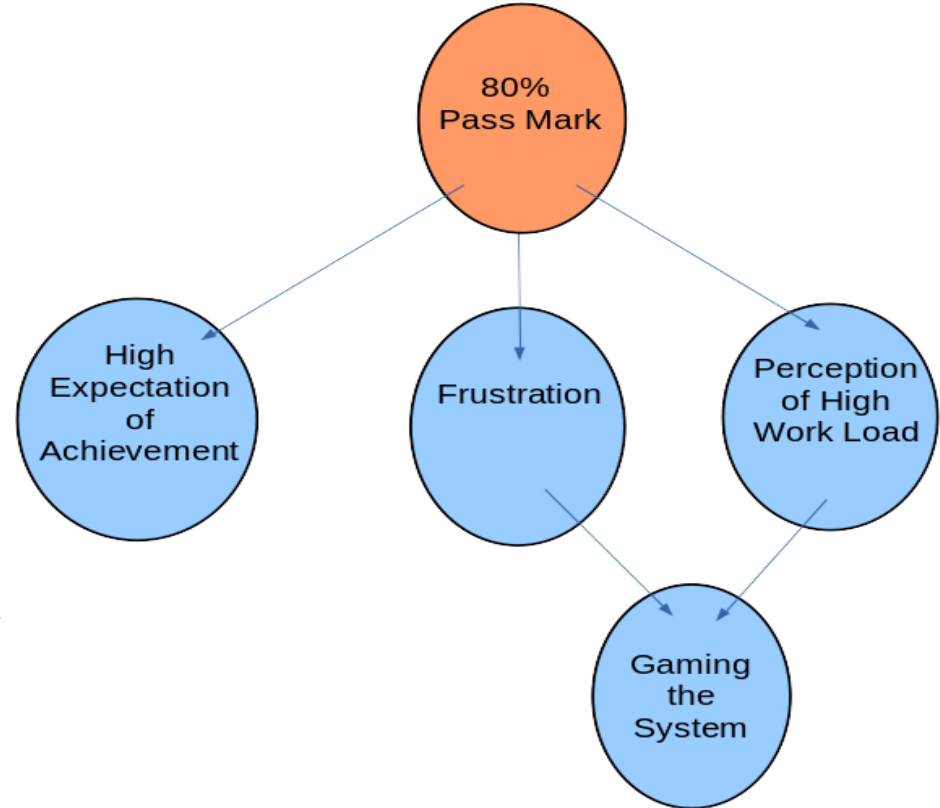 80%
Pass Mark
High
Expectation
of
Achievement
Frustration
Perception
of High
Work Load
Gaming
the
System